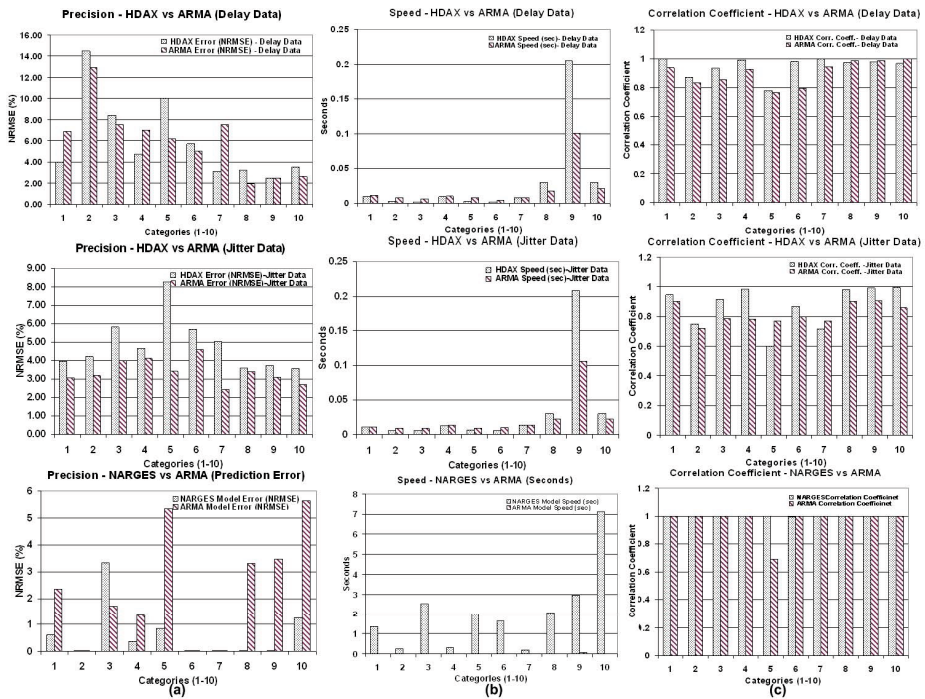 Precision - HDAX vs ARMA (Delay Data)
HDAX Error (NRMSE) - Delay Data
ARMA Error (NRMSE) - Delay Data
NRMSE (%)
16.00
14.00
12.00
10.00
8.00
6.00
4.00
2.00
0.00
1 2 3 4 5 6 7 8 9 10
Categories (1-10)
Speed - HDAX vs ARMA (Delay Data)
HDAX Speed (sec)- Delay Data
ARMA Speed (sec)- Delay Data
Seconds
0.25
0.2
0.15
0.1
0.05
0
1 2 3 4 5 6 7 8 9 10
Categories (1-10)
Correlation Coefficient - HDAX vs ARMA (Delay Data)
HDAX Corr. Coeff.- Delay Data
ARMA Corr. Coeff.- Delay Data
Correlation Coefficient
1.2
1
0.8
0.6
0.4
0.2
0
1 2 3 4 5 6 7 8 9 10
Categories (1-10)
Precision - HDAX vs ARMA (Jitter Data)
HDAX Error (NRMSE)-Jitter Data
ARMA Error (NRMSE)-Jitter Data
NRMSE (%)
9.00
8.00
7.00
6.00
5.00
4.00
3.00
2.00
1.00
0.00
1 2 3 4 5 6 7 8 9 10
Categories (1-10)
Speed - HDAX vs ARMA (Jitter Data)
HDAX Speed (sec)-Jitter Data
ARMA Speed (sec)-Jitter Data
Seconds
0.25
0.2
0.15
0.1
0.05
0
1 2 3 4 5 6 7 8 9 10
Categories (1-10)
Correlation Coefficient - HDAX vs ARMA (Jitter Data)
HDAX Corr. Coeff. -Jitter Data
ARMA Corr. Coeff. -Jitter Data
Correlation Coefficient
1.2
1
0.8
0.6
0.4
0.2
0
1 2 3 4 5 6 7 8 9 10
Categories (1-10)
Precision - NARGES vs ARMA (Prediction Error)
NARGES Model Error (NRMSE)
ARMA Model Error (NRMSE)
NRMSE (%)
6
5
4
3
2
1
0
1 2 3 4 5 6 7 8 9 10
Categories (1-10)
(a)
Speed - NARGES vs ARMA (Seconds)
NARGES Model Speed (sec)
ARMA Model Speed (sec)
Seconds
8
7
6
5
4
3
2
1
0
1 2 3 4 5 6 7 8 9 10
Categories (1-10)
(b)
Correlation Coefficient - NARGES vs ARMA
NARGESCorrelation Coefficeinet
ARMA Correlation Coefficeinet
Correlation Coefficient
1.2
1
0.8
0.6
0.4
0.2
0
1 2 3 4 5 6 7 8 9 10
Categories (1-10)
(c)